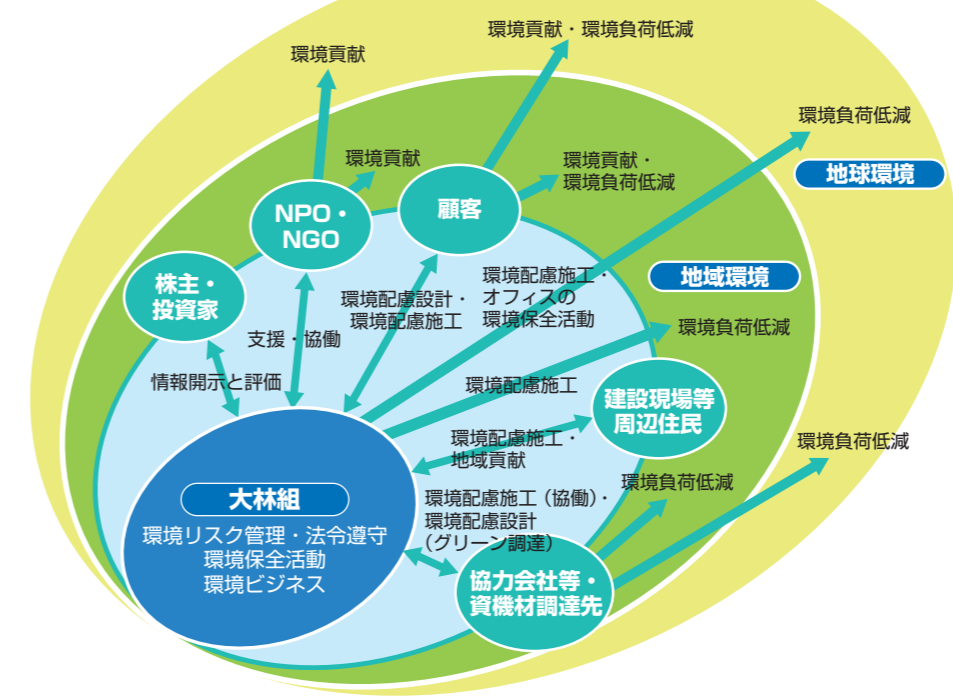 環境貢献・環境負荷低減
環境貢献
環境負荷低減
環境貢献
環境貢献・
環境負荷低減
地球環境
NPO・
NGO
顧客
株主・
投資家
地域環境
環境配慮設計・
環境配慮施工
環境配慮施工・
オフィスの
環境保全活動
支援・協働
環境負荷低減
情報開示と評価
環境配慮施工
建設現場等
周辺住民
環境配慮施工・
地域貢献
環境負荷低減
環境負荷低減
大林組
環境リスク管理・法令遵守
環境保全活動
環境ビジネス
環境配慮施工（協働）・
環境配慮設計
（グリーン調達）
協力会社等・
資機材調達先